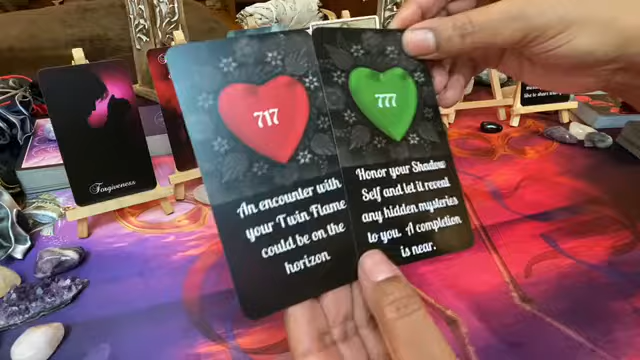 717
An encounter with
your Twin Flame
could be on the
horizon
777
Honor your Shadow
Self and let it reveal
any hidden mysteries
to you. A completion
is near.
Forgiveness